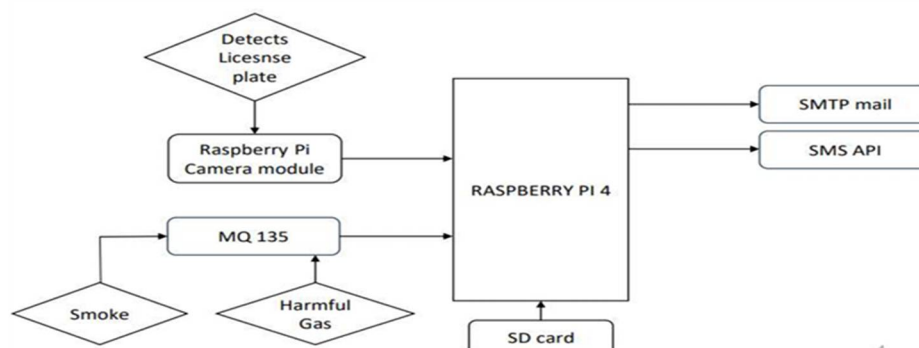 Detects
Licesnse
plate
Raspberry Pi
Camera module
MQ 135
Smoke
Harmful
Gas
RASPBERRY PI 4
SD card
SMTP mail
SMS API